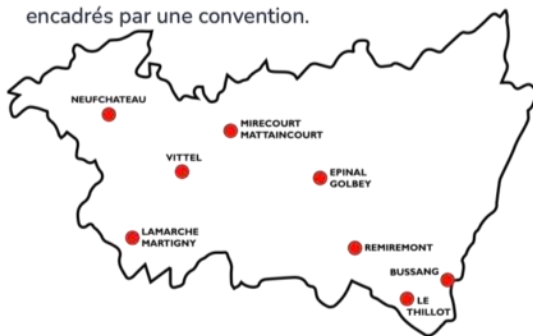 encadrés par une convention.
NEUFCHATEAU
MIRECOURT
MATTAINCOURT
VITTEL
EPINAL
GOLBEY
LAMARCHE
MARTIGNY
REMIREMONT
BUSSANG
LE
THILLOT